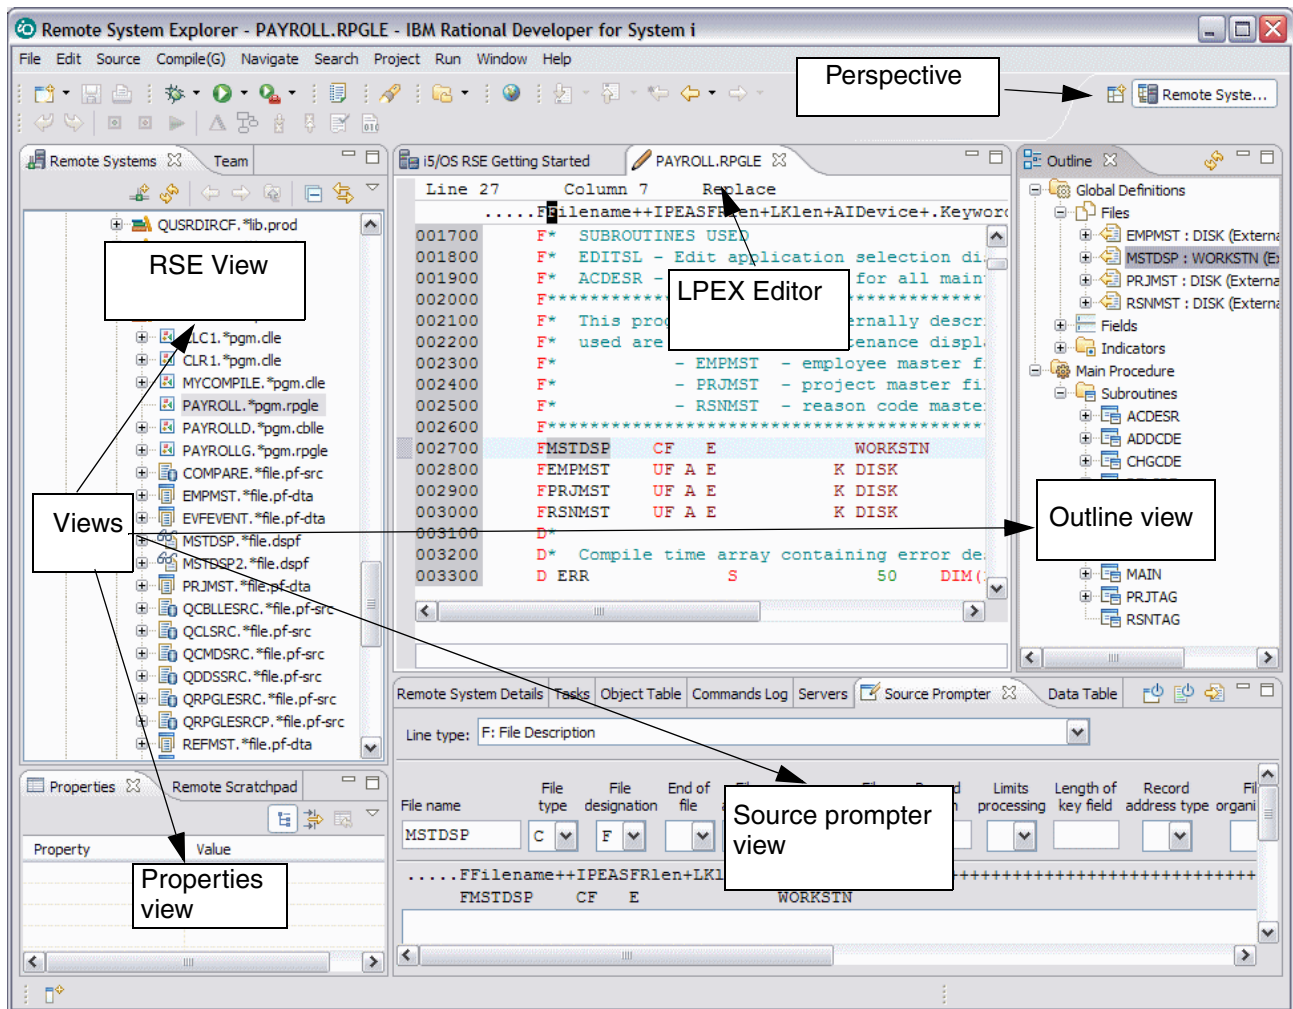 Remote System Explorer - PAYROLL.RPGLE - IBM Rational Developer for System i
File Edit Source Compile(G) Navigate Search Project Run Window Help
Perspective
Remote Syste...
Remote Systems
Team
QUSRDIRCF.*lib.prod
RSE View
CLC1.*pgm.cle
CLR1.*pgm.cle
MYCOMPILE.*pgm.clle
PAYROLL.*pgm.rpgle
PAYROLLD.*pgm.cblle
PAYROLLG.*pgm.rpgle
COMPARE.*file.pf-src
EMPMST.*file.pf-dta
EVFEVENT.*file.pf-dta
MSTDSP.*file.dspf
MSTDSP2.*file.dspf
PRJMST.*file.pf-dta
QCBLLESRC.*file.pf-src
QCLSRC.*file.pf-src
QCMDSRC.*file.pf-src
QDDSSRC.*file.pf-src
QRPGLESRC.*file.pf-src
QRPGLESRCP.*file.pf-src
REFMST.*file.pf-dta
Views
i5/OS RSE Getting Started
PAYROLL.RPGLE
Line 27 Column 7 Replace
.....FFilename++IPEASFRlen+LKlen+AIDevice+.Keywor
001700 F* SUBROUTINES USED
001800 F* EDITSL - Edit application selection di
001900 F* ACDESR - for all main
002000 F*****************************************
002100 F* This pro ernally descr
002200 F* used are tenance displ
002300 F* - EMPMST - employee master f
002400 F* - PRJMST - project master fi
002500 F* - RSNMST - reason code maste
002600 F*****************************************
002700 FMSTDSP CF E WORKSTN
002800 FEMPMST UF A E K DISK
002900 FPRJMST UF A E K DISK
003000 FRSNMST UF A E K DISK
003100 D*
003200 D* Compile time array containing error de
003300 D ERR S 50 DIM(
LPEX Editor
Outline
Global Definitions
Files
EMPMST : DISK (Externa
MSTDSP : WORKSTN (E
PRJMST : DISK (Externa
RSNMST : DISK (Externa
Fields
Indicators
Main Procedure
Subroutines
ACDESR
ADDCDE
CHGCDE
Outline view
MAIN
PRJTAG
RSNTAG
Properties
Remote Scratchpad
Property Value
Properties
view
Remote System Details Tasks Object Table Commands Log Servers Source Prompter Data Table
Line type: F: File Description
File name
File
type
File
designation
End of
file
Limits
processing
Length of
key field
Record
address type
Fil
organi
MSTDSP C F
Source prompter
view
.....FFilename++IPEASFRlen+LKl ++++++++++++++++++++++++++++
FMSTDSP CF E WORKSTN